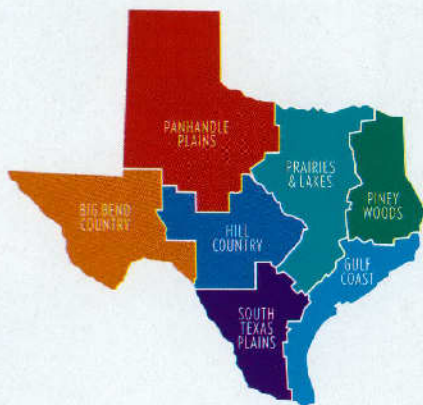 PANHANDLE
PLAINS
PRAIRIES
& LAKES
PINEY
WOODS
BIG BEND
COUNTRY
HILL
COUNTRY
GULF
COAST
SOUTH
TEXAS
PLAINS